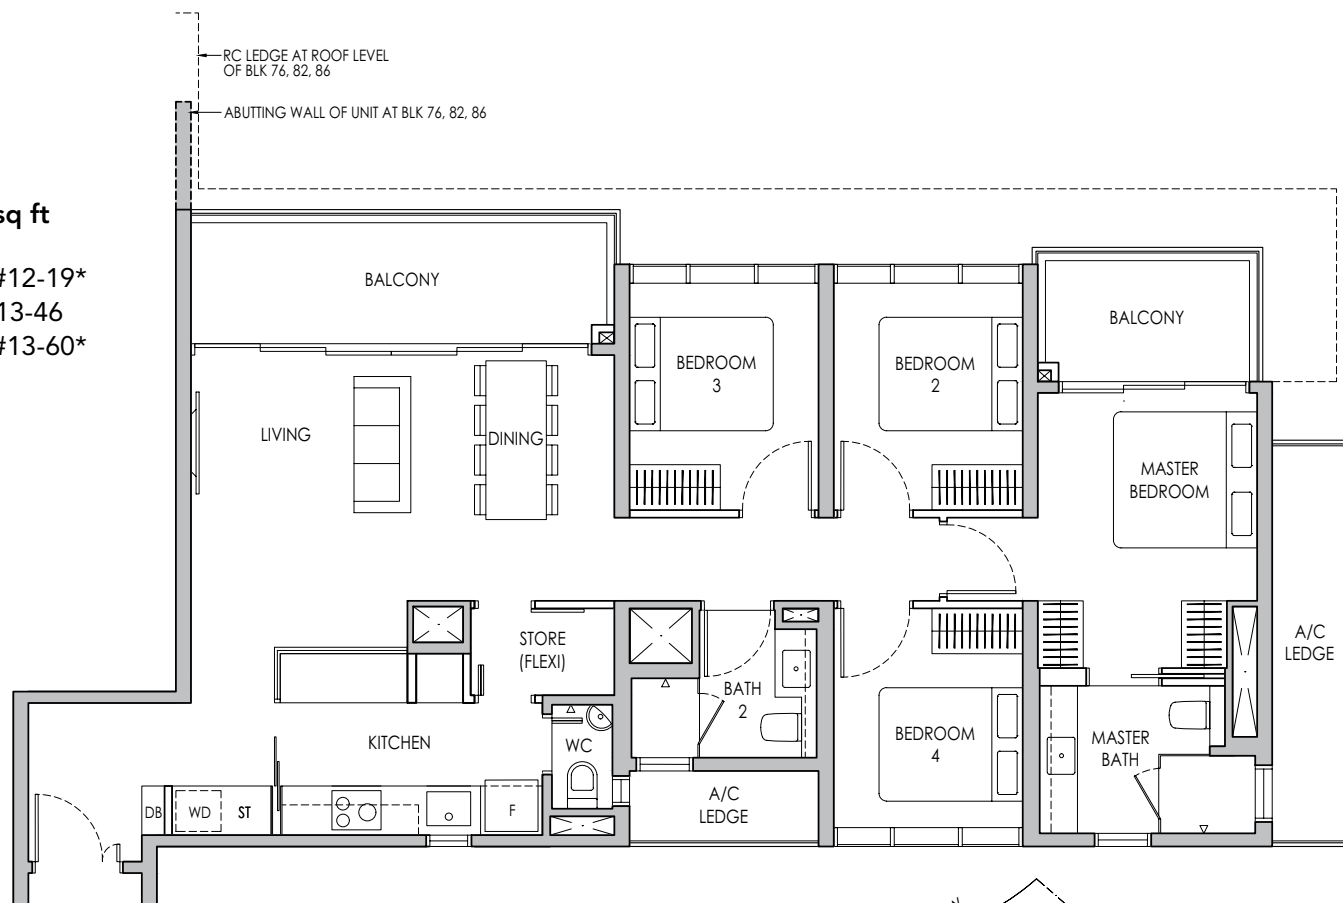 RC LEDGE AT ROOF LEVEL
OF BLK 76, 82, 86
ABUTTING WALL OF UNIT AT BLK 76, 82, 86
sq ft
#12-19*
13-46
#13-60*
BALCONY
BALCONY
BEDROOM
3
BEDROOM
2
LIVING
DINING
MASTER
BEDROOM
STORE
(FLEXI)
A/C
LEDGE
BATH
2
KITCHEN
WC
BEDROOM
4
MASTER
BATH
DB
WD
ST
F
A/C
LEDGE
N